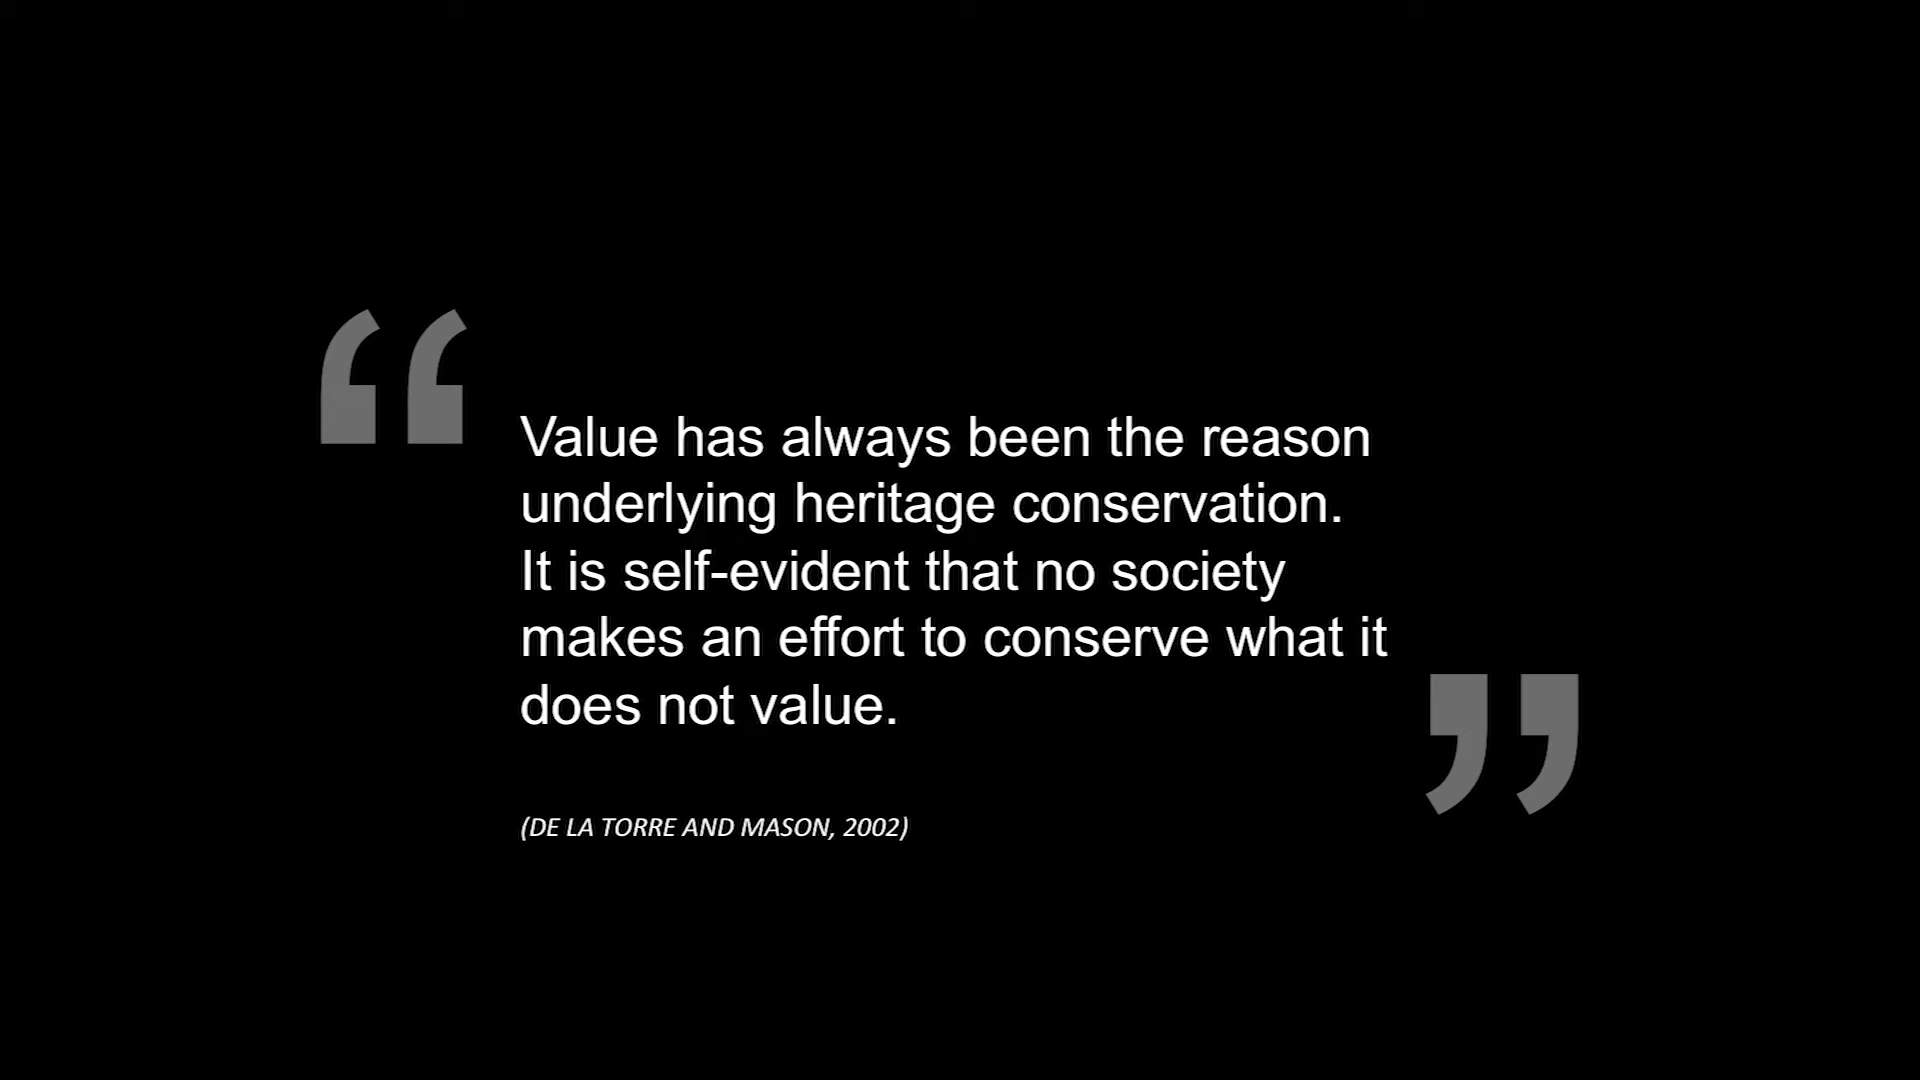 “
Value has always been the reason
underlying heritage conservation.
It is self-evident that no society
makes an effort to conserve what it
does not value.
”
(DE LA TORRE AND MASON, 2002)